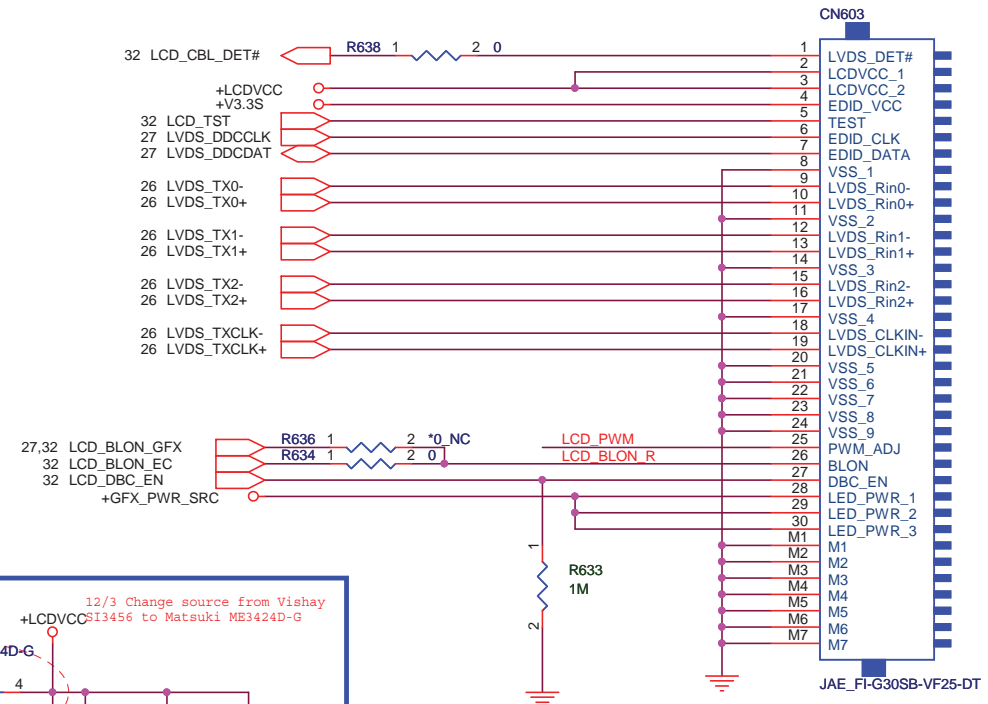 CN603
32 LCD_CBL_DET# R638 1 2 0 1 LVDS_DET#
2 LCDVCC_1
+LCDVCC 3 LCDVCC_2
+V3.3S 4 EDID_VCC
32 LCD_TST 5 TEST
27 LVDS_DDCCLK 6 EDID_CLK
27 LVDS_DDCDAT 7 EDID_DATA
8 VSS_1
26 LVDS_TX0- 9 LVDS_Rin0-
26 LVDS_TX0+ 10 LVDS_Rin0+
11 VSS_2
26 LVDS_TX1- 12 LVDS_Rin1-
26 LVDS_TX1+ 13 LVDS_Rin1+
14 VSS_3
26 LVDS_TX2- 15 LVDS_Rin2-
26 LVDS_TX2+ 16 LVDS_Rin2+
17 VSS_4
26 LVDS_TXCLK- 18 LVDS_CLKIN-
26 LVDS_TXCLK+ 19 LVDS_CLKIN+
20 VSS_5
21 VSS_6
22 VSS_7
23 VSS_8
24 VSS_9
27,32 LCD_BLON_GFX R636 1 2 *0_NC LCD_PWM 25 PWM_ADJ
32 LCD_BLON_EC R634 1 2 0 LCD_BLON_R 26 BLON
32 LCD_DBC_EN 27 DBC_EN
+GFX_PWR_SRC 28 LED_PWR_1
29 LED_PWR_2
30 LED_PWR_3
M1 M1
M2 M2
1 R633 M3 M3
1M M4 M4
M5 M5
2 M6 M6
M7 M7
JAE_FI-G30SB-VF25-DT
12/3 Change source from Vishay
SI3456 to Matsuki ME3424D-G
+LCDVCC
4D-G
4